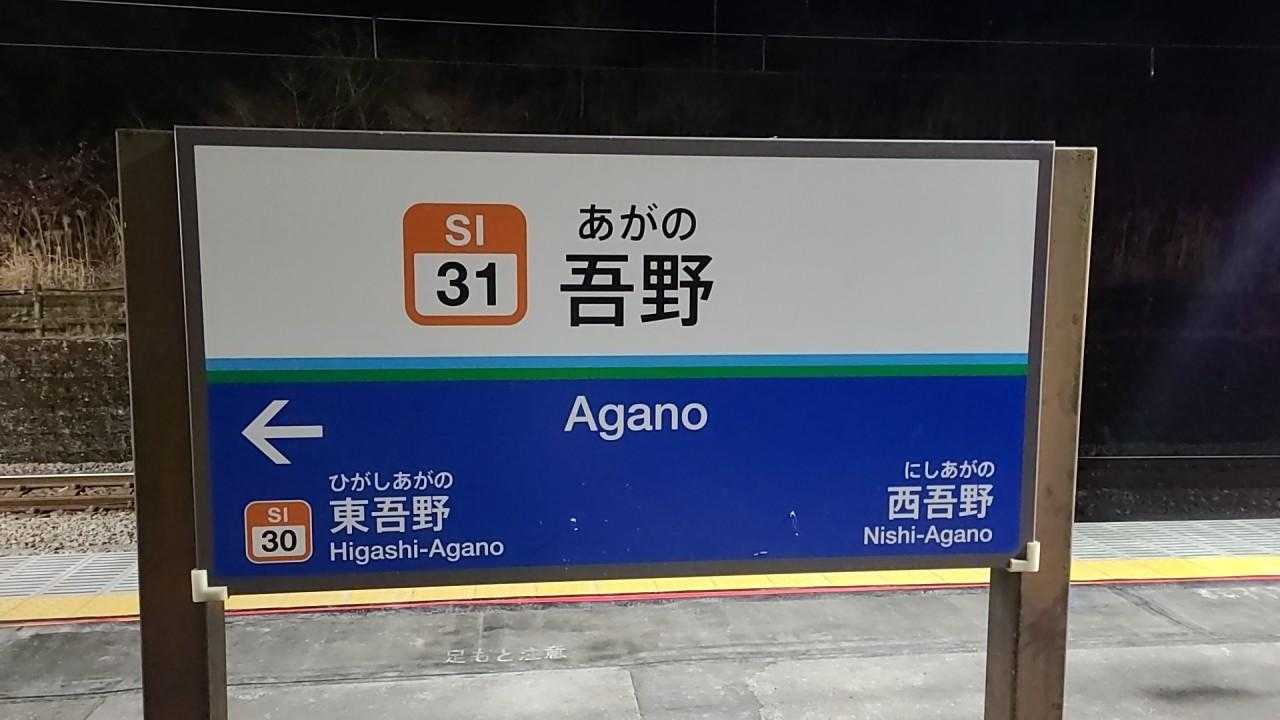 SI
31
あがの
吾野
Agano
SI
30
ひがしあがの
東吾野
Higashi-Agano
にしあがの
西吾野
Nishi-Agano
足もと注意